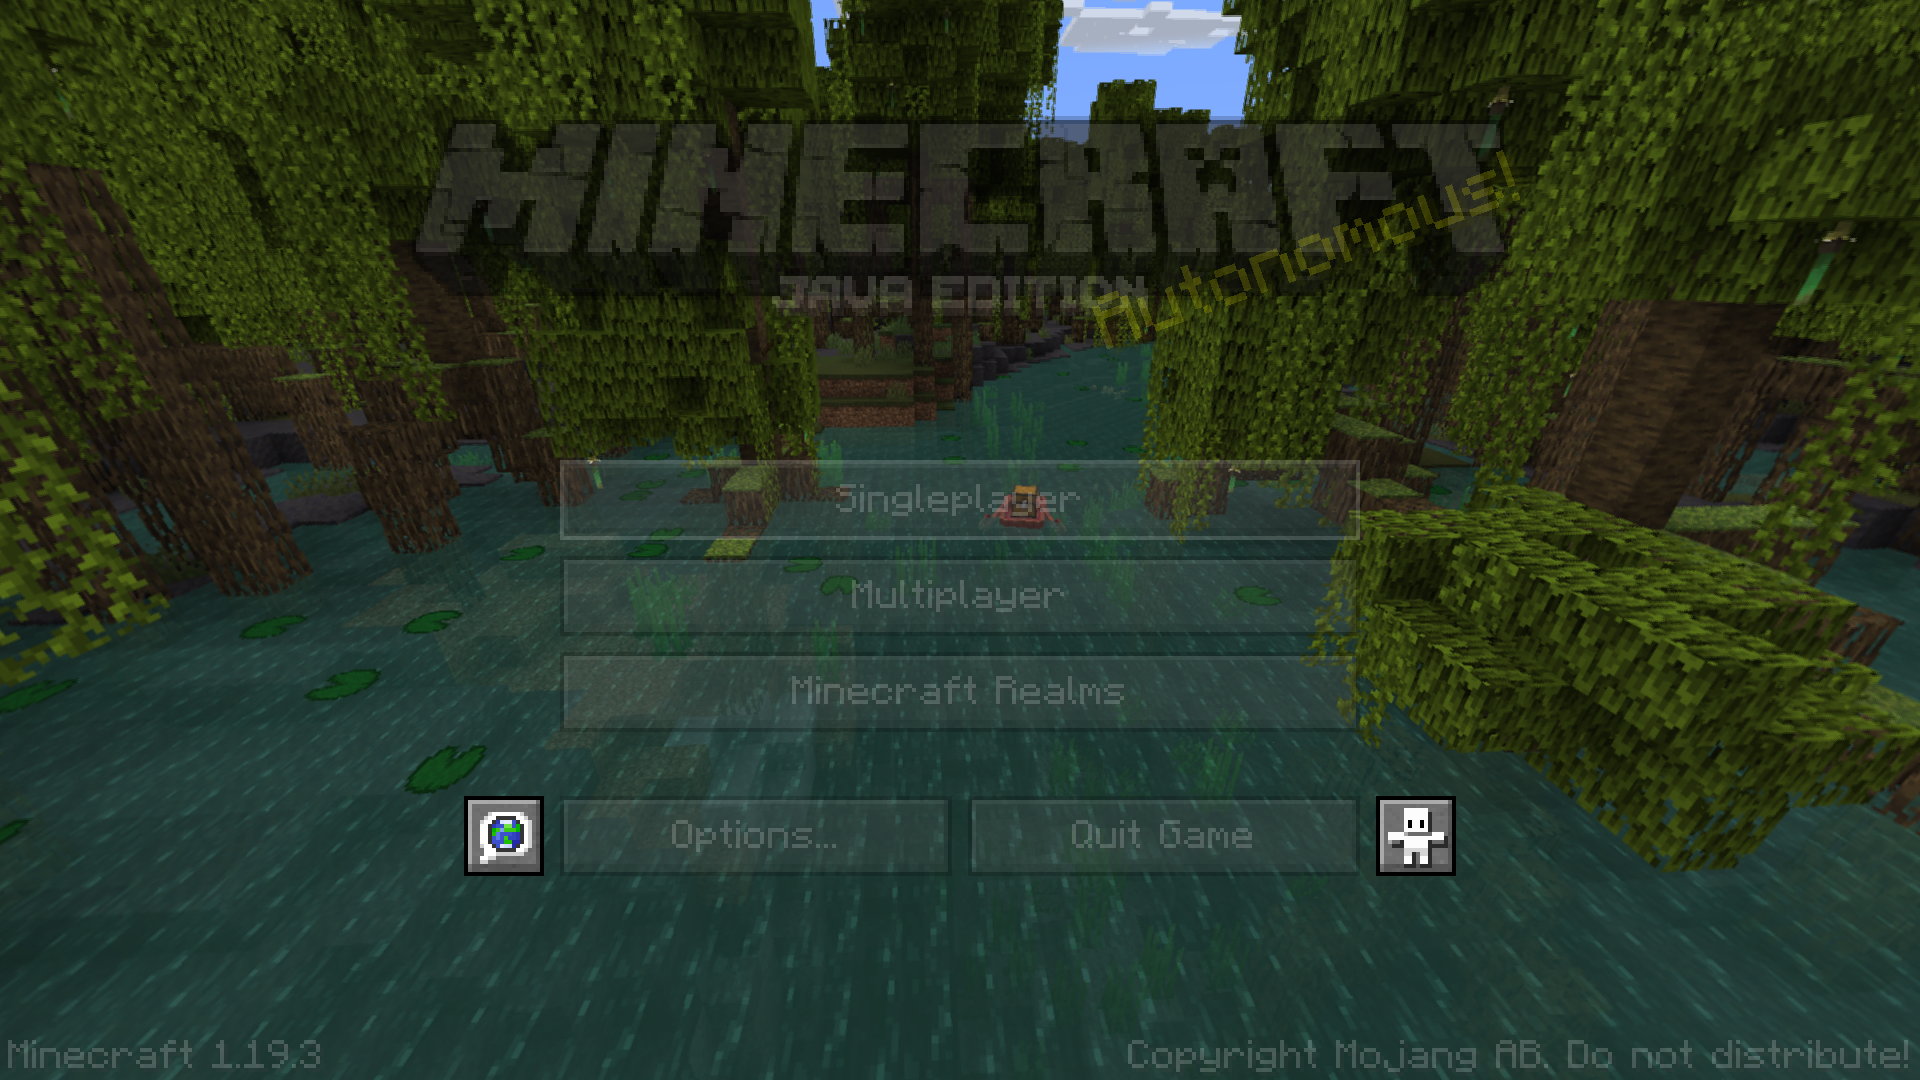 MINECRAFT
JAVA EDITION
Autonomous!
Singleplayer
Multiplayer
Minecraft Realms
Options...
Quit Game
Minecraft 1.19.3
Copyright Mojang AB. Do not distribute!